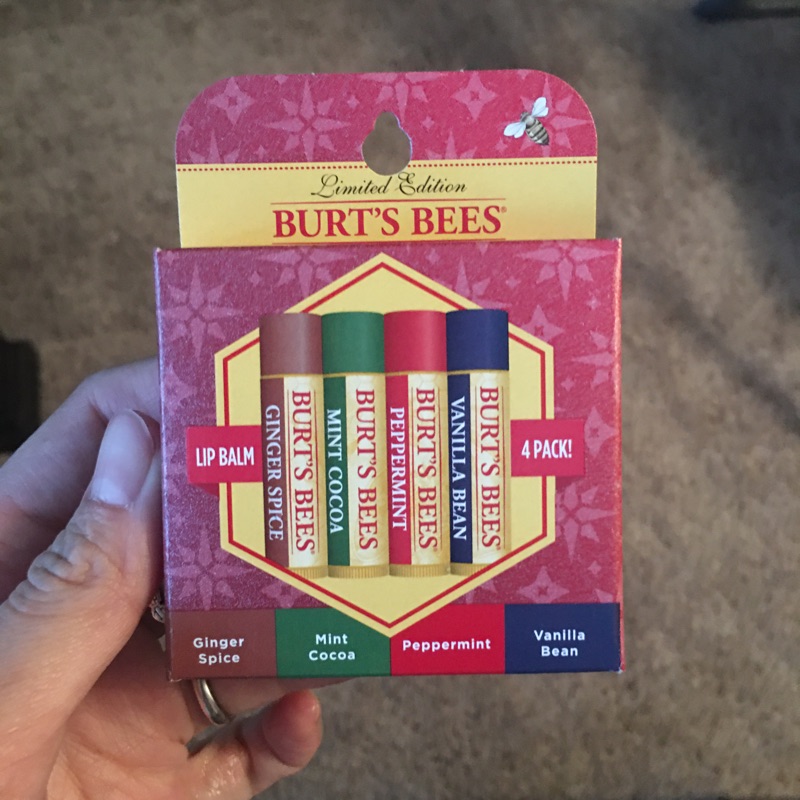 Limited Edition
BURT'S BEES®
LIP BALM
GINGER SPICE
BURT'S BEES®
MINT COCOA
BURT'S BEES®
PEPPERMINT
BURT'S BEES®
VANILLA BEAN
BURT'S BEES®
4 PACK!
Ginger
Spice
Mint
Cocoa
Peppermint
Vanilla
Bean